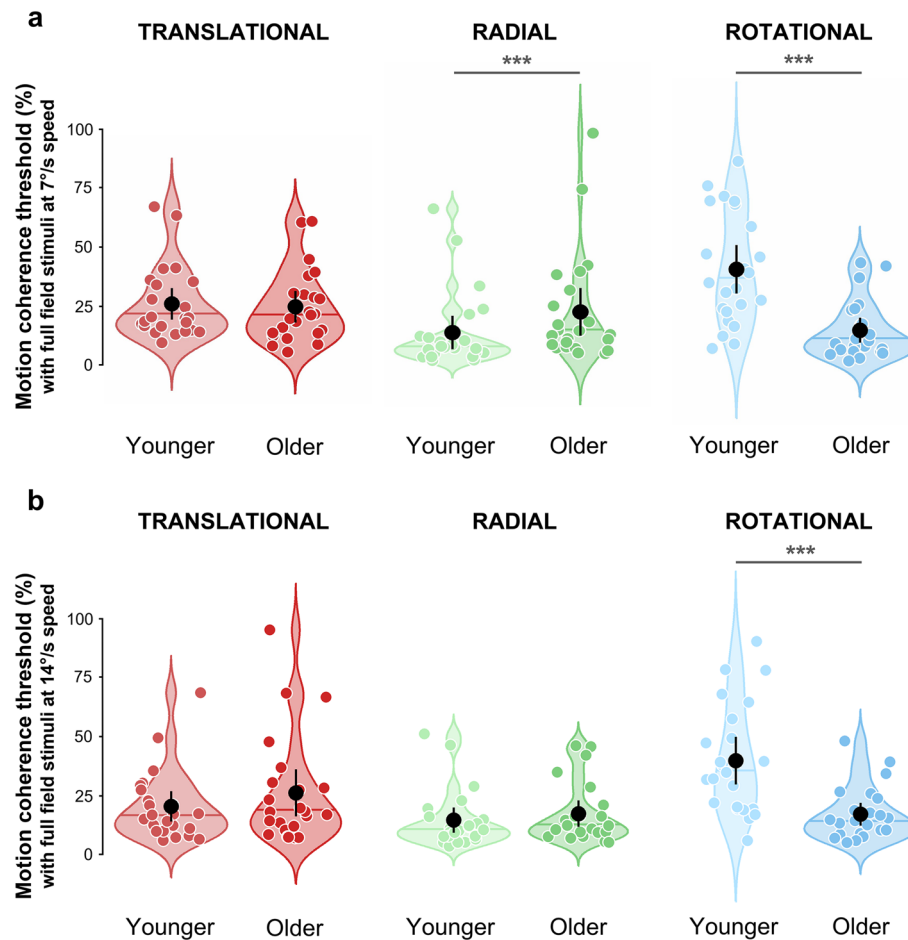 a
TRANSLATIONAL RADIAL ROTATIONAL
*** ***
Motion coherence threshold (%)
with full field stimuli at 7°/s speed
100
75
50
25
0
Younger Older Younger Older Younger Older
b
TRANSLATIONAL RADIAL ROTATIONAL
***
Motion coherence threshold (%)
with full field stimuli at 14°/s speed
100
75
50
25
0
Younger Older Younger Older Younger Older